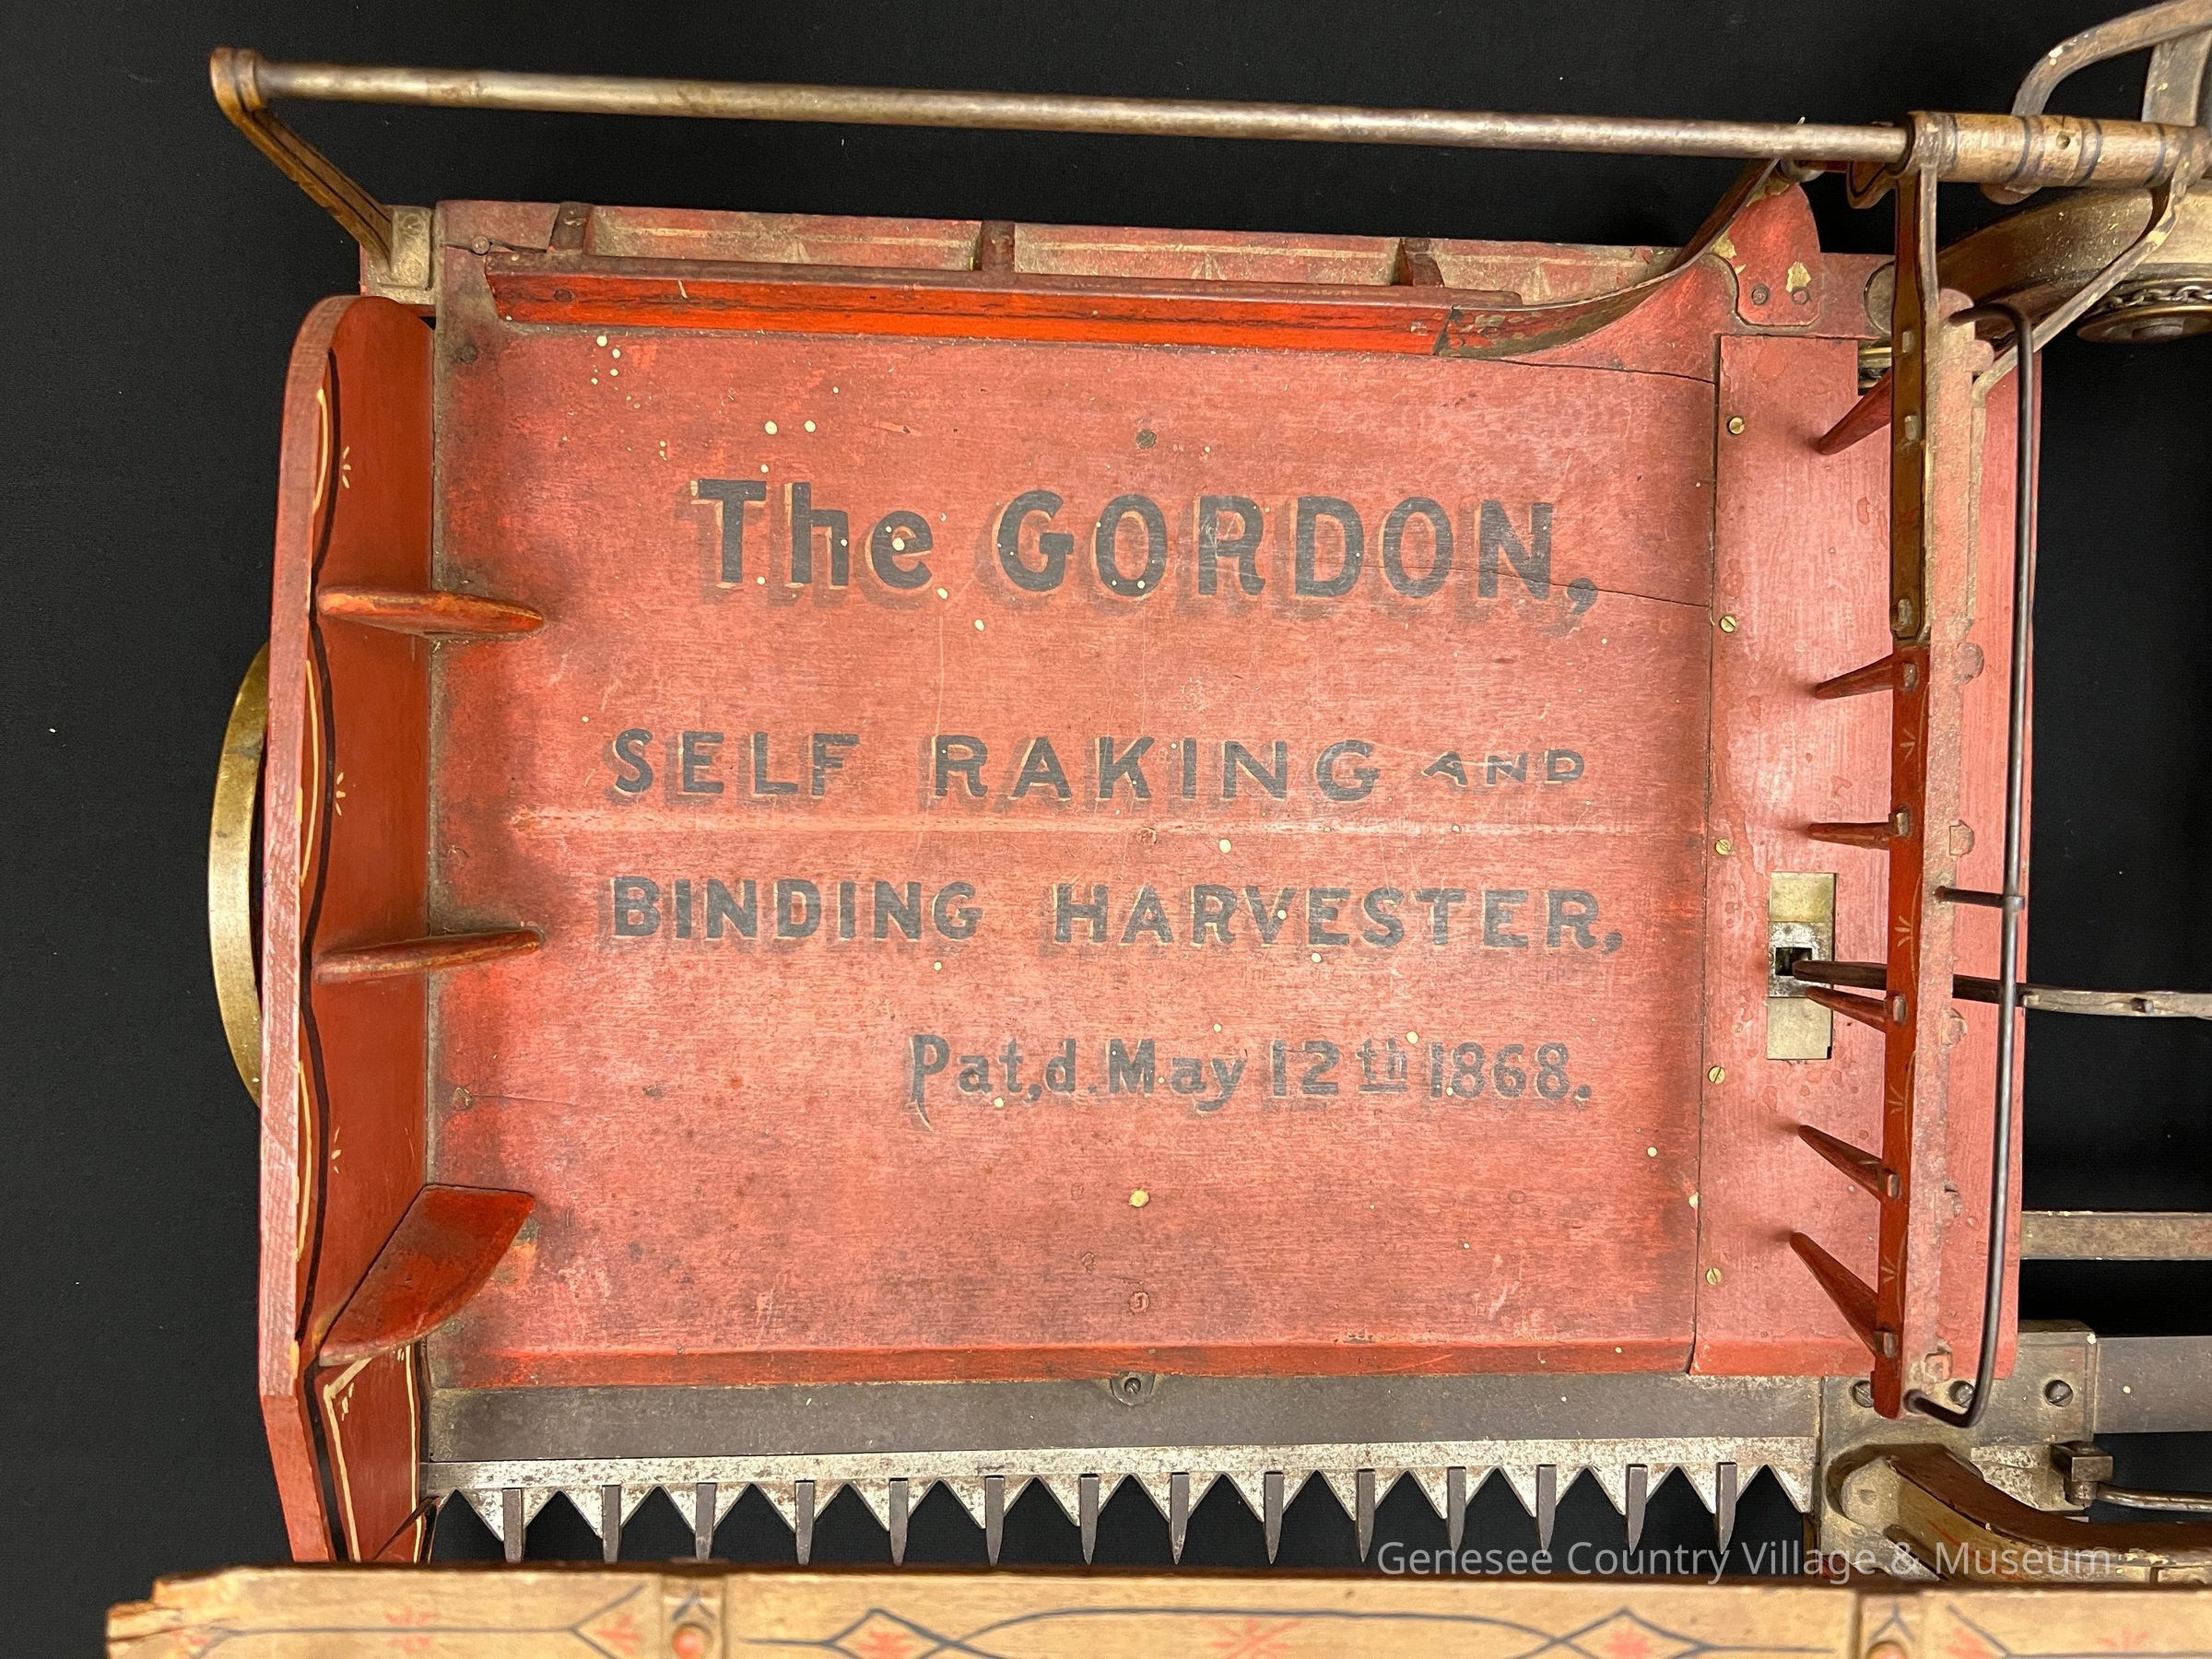 The GORDON,
SELF RAKING AND
BINDING HARVESTER,
Pat,d. May 12th 1868.
Genesee Country Village & Museum